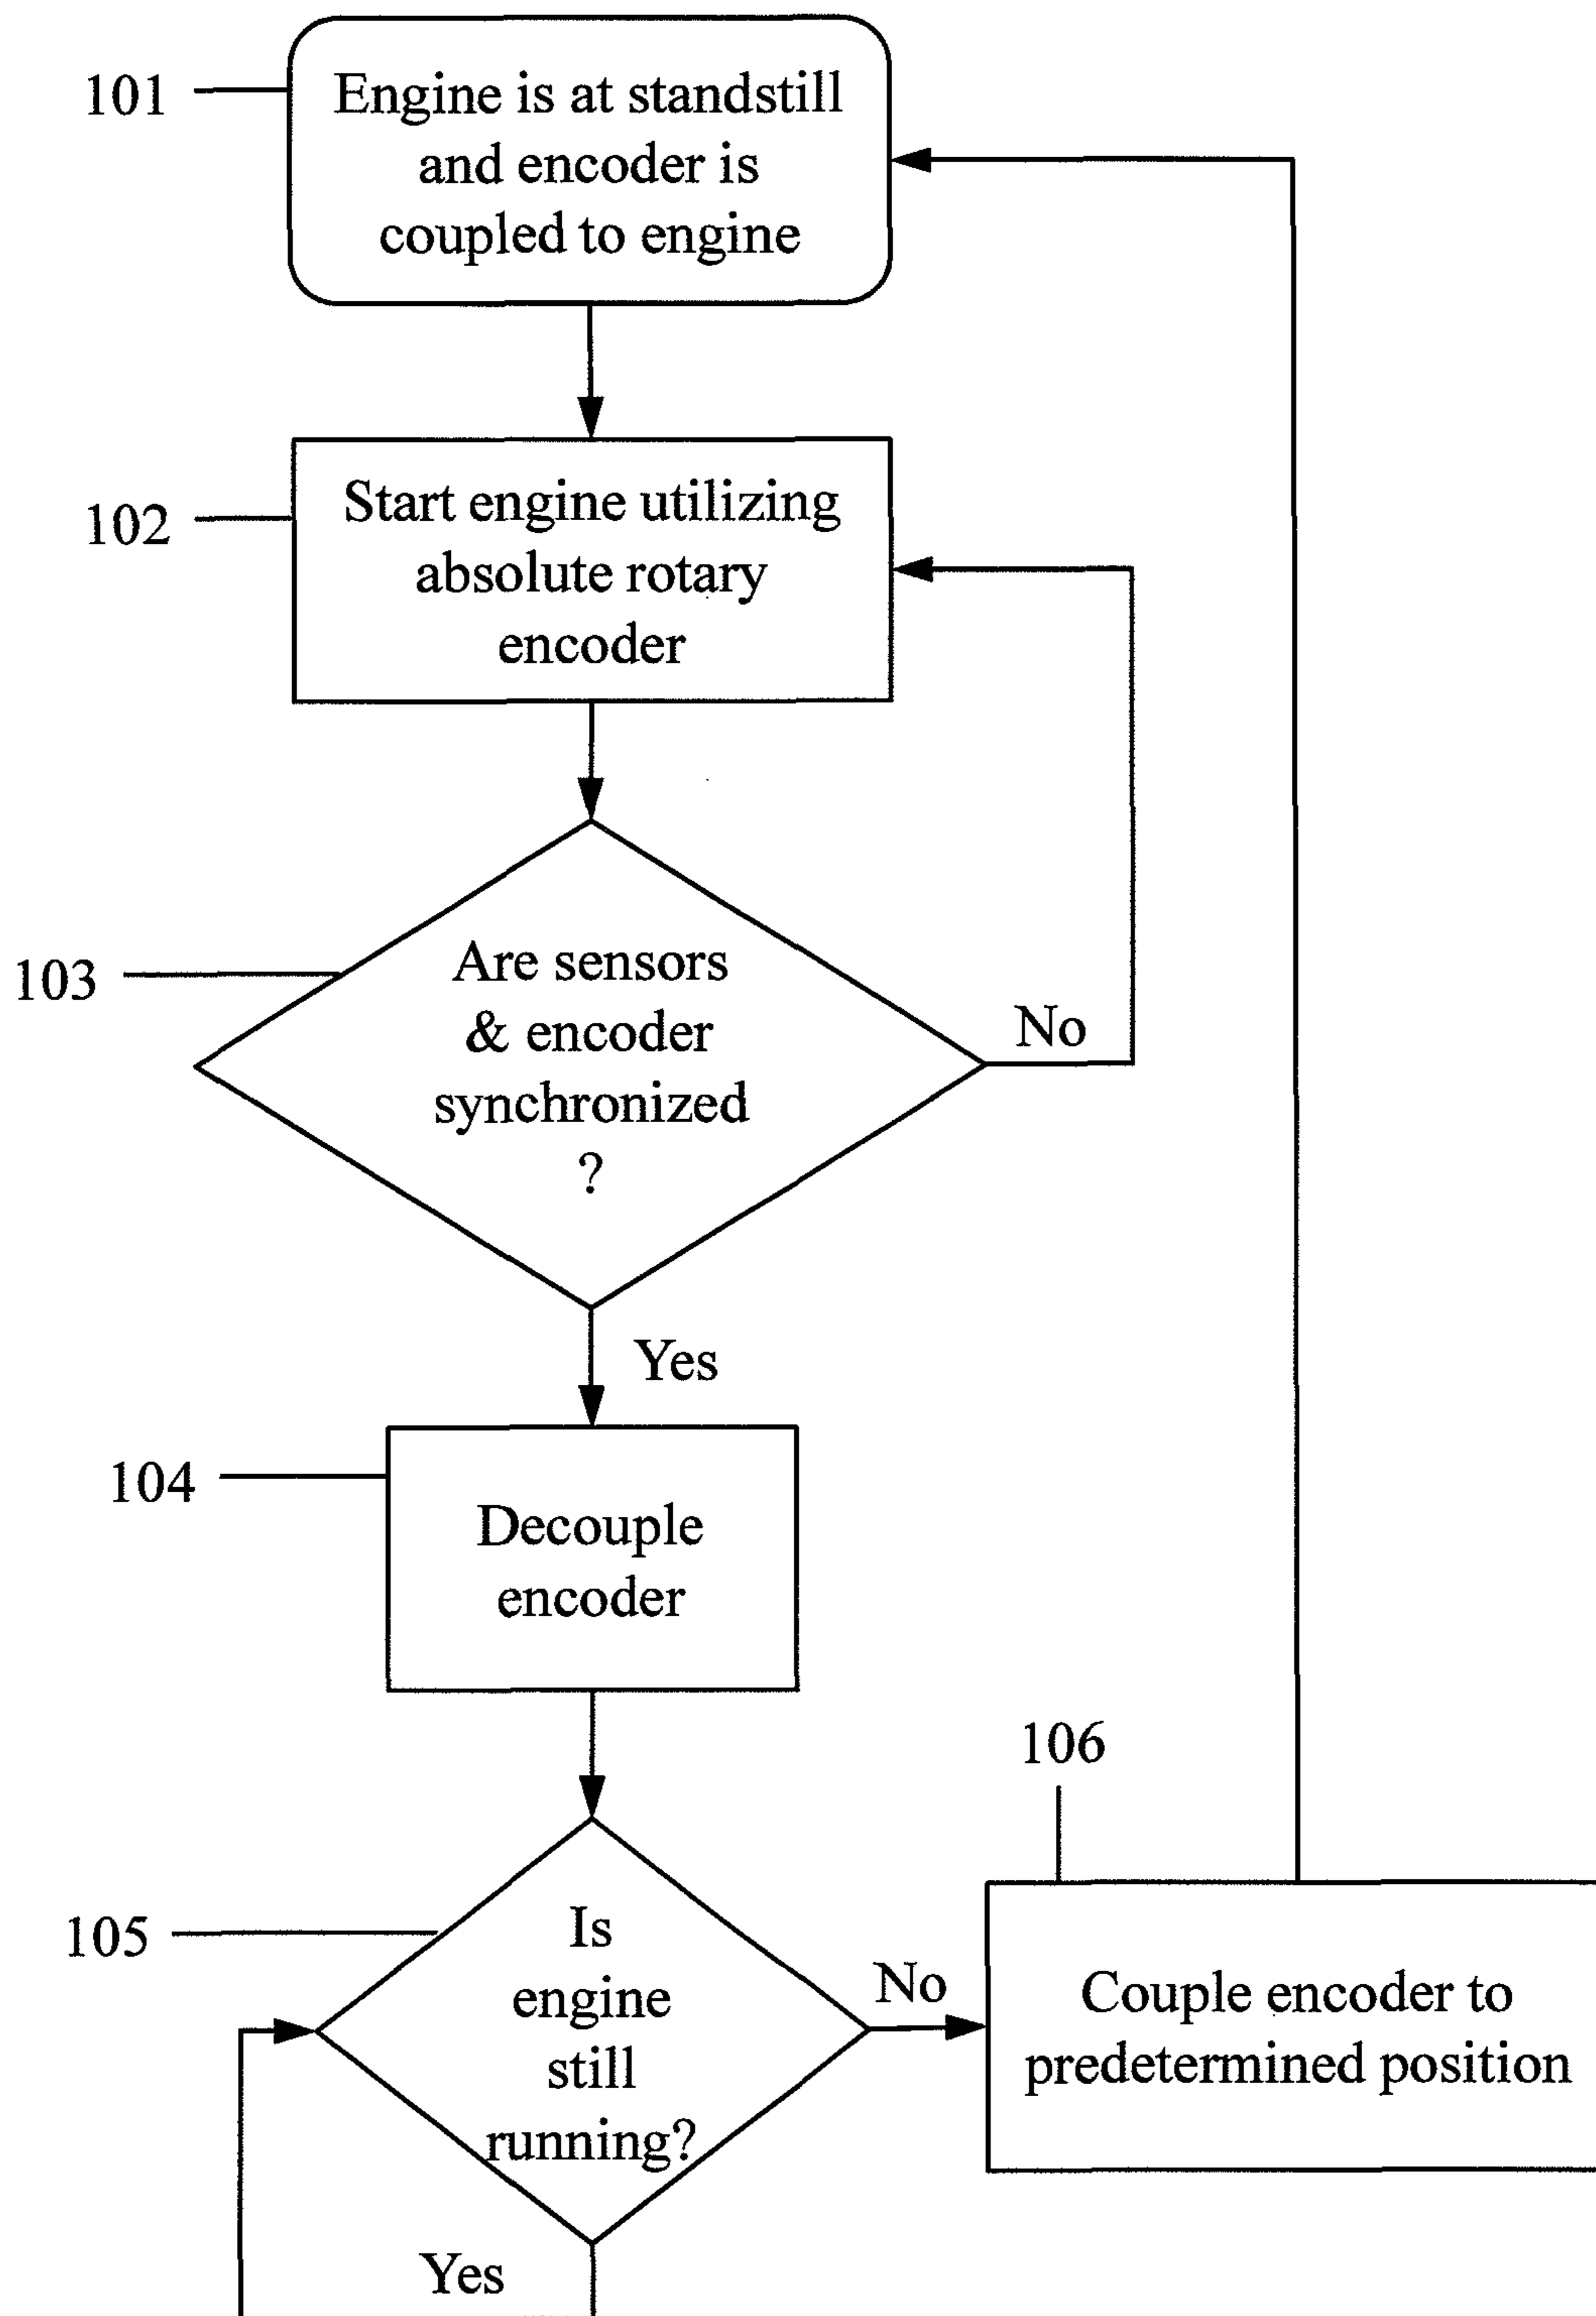 101
Engine is at standstill
and encoder is
coupled to engine
102
Start engine utilizing
absolute rotary
encoder
103
Are sensors
& encoder
synchronized
?
No
Yes
104
Decouple
encoder
106
105
Is
engine
still
running?
No
Couple encoder to
predetermined position
Yes